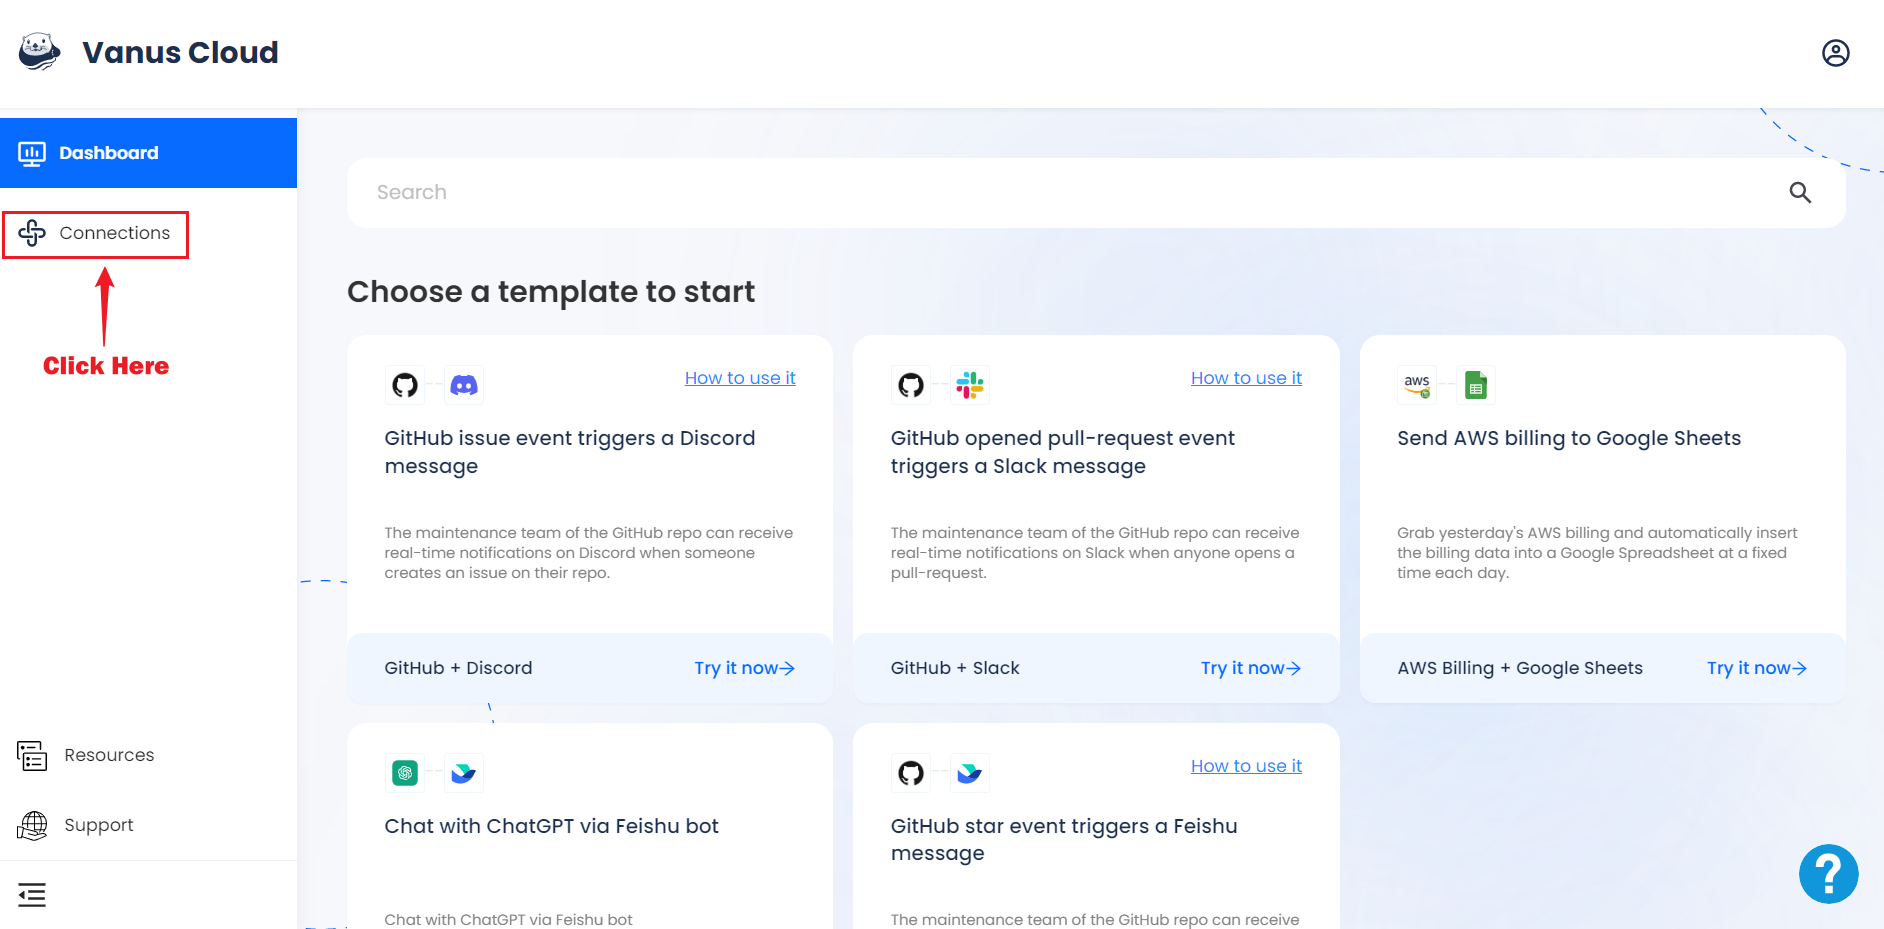 Vanus Cloud
Dashboard
Connections
Click Here
Resources
Support
Search
Choose a template to start
How to use it
GitHub issue event triggers a Discord
message
The maintenance team of the GitHub repo can receive
real-time notifications on Discord when someone
creates an issue on their repo.
GitHub + Discord
Try it now→
How to use it
GitHub opened pull-request event
triggers a Slack message
The maintenance team of the GitHub repo can receive
real-time notifications on Slack when anyone opens a
pull-request.
GitHub + Slack
Try it now→
aws
Send AWS billing to Google Sheets
Grab yesterday's AWS billing and automatically insert
the billing data into a Google Spreadsheet at a fixed
time each day.
AWS Billing + Google Sheets
Try it now→
Chat with ChatGPT via Feishu bot
Chat with ChatGPT via Feishu bot
How to use it
GitHub star event triggers a Feishu
message
The maintenance team of the GitHub repo can receive
?